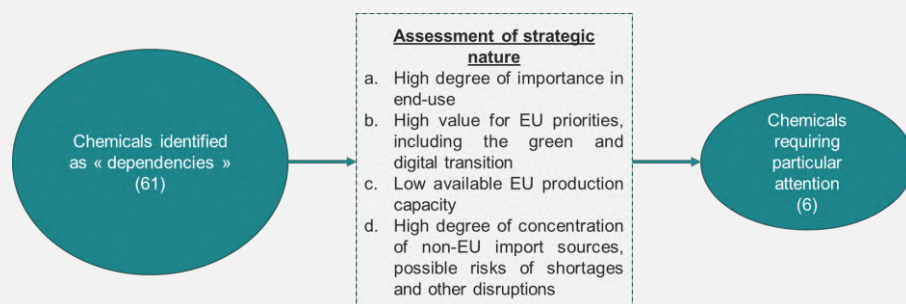 Chemicals identified
as « dependencies »
(61)
Assessment of strategic
nature
a. High degree of importance in
end-use
b. High value for EU priorities,
including the green and
digital transition
c. Low available EU production
capacity
d. High degree of concentration
of non-EU import sources,
possible risks of shortages
and other disruptions
Chemicals
requiring
particular
attention
(6)